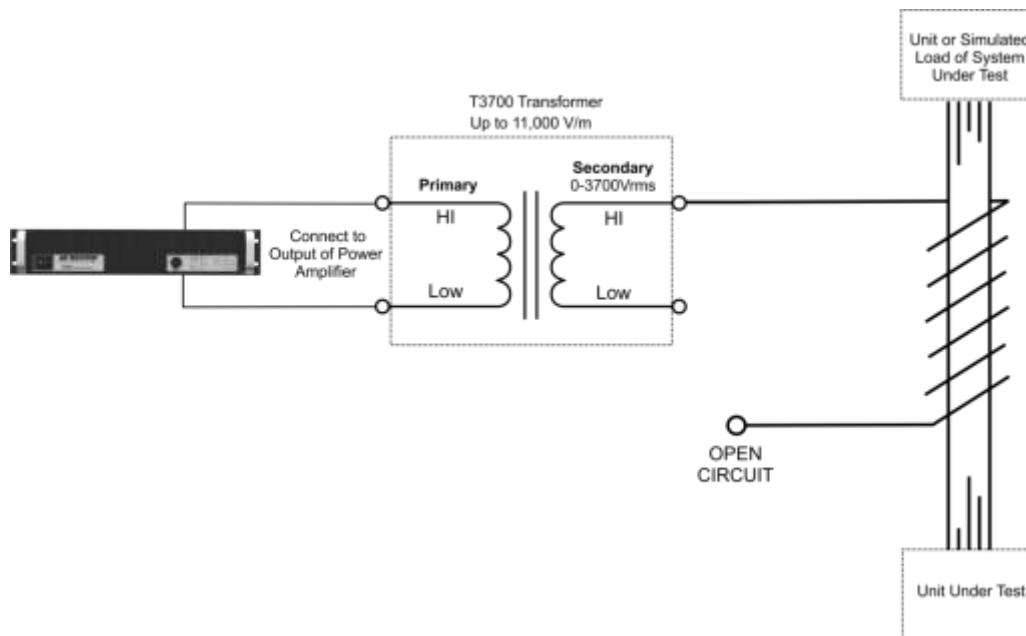 Unit or Simulated
Load of System
Under Test
T3700 Transformer
Up to 11,000 V/m
Primary
Secondary
0-3700Vrms
HI
HI
Connect to
Output of Power
Amplifier
Low
Low
OPEN
CIRCUIT
Unit Under Test